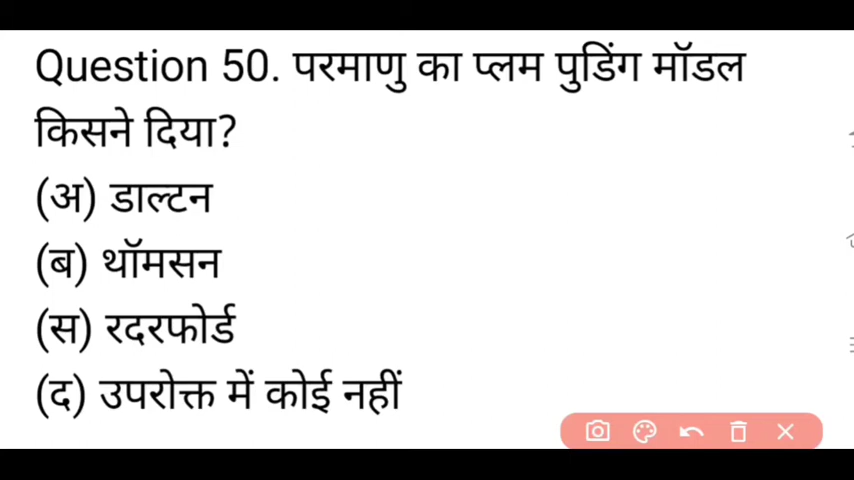 Question 50. परमाणु का प्लम पुडिंग मॉडल
किसने दिया?
(अ) डाल्टन
(ब) थॉमसन
(स) रदरफोर्ड
(द) उपरोक्त में कोई नहीं